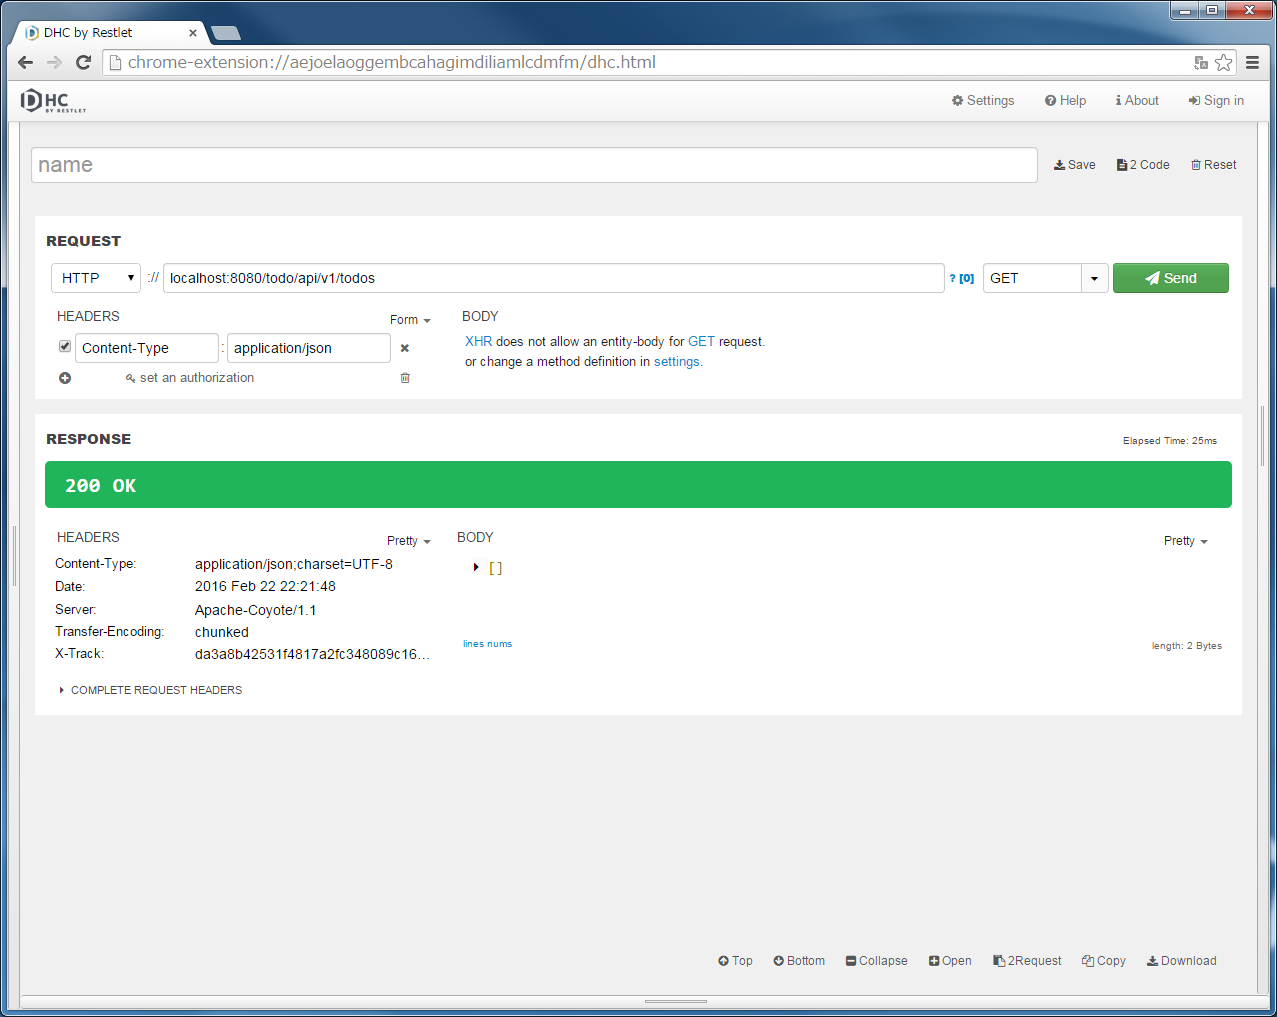 DHC by Restlet
chrome-extension://aejoelaoggembcahagimdiliamlcdmfm/dhc.html
DHC
BY RESTLET
Settings Help About Sign in
name
Save 2 Code Reset
REQUEST
HTTP :// localhost:8080/todo/api/v1/todos ? [0] GET Send
HEADERS Form BODY
Content-Type : application/json
XHR does not allow an entity-body for GET request.
or change a method definition in settings.
set an authorization
RESPONSE
Elapsed Time: 25ms
200 OK
HEADERS Pretty BODY Pretty
Content-Type: application/json;charset=UTF-8
[]
Date: 2016 Feb 22 22:21:48
Server: Apache-Coyote/1.1
Transfer-Encoding: chunked
X-Track: da3a8b42531f4817a2fc348089c16...
lines nums length: 2 Bytes
COMPLETE REQUEST HEADERS
Top Bottom Collapse Open 2Request Copy Download